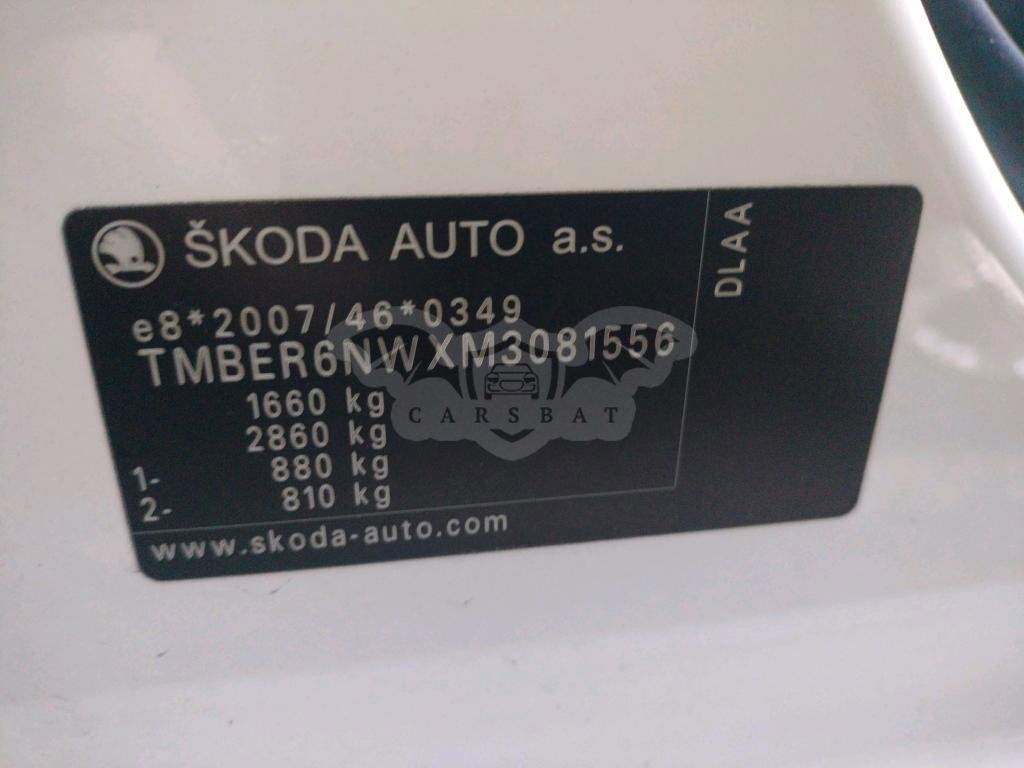 ŠKODA AUTO a.s.
DLAA
e8*2007/46*0349
TMBER6NWXM3081556
1660 kg
2860 kg
1- 880 kg
2- 810 kg
www.skoda-auto.com
CARSBAT